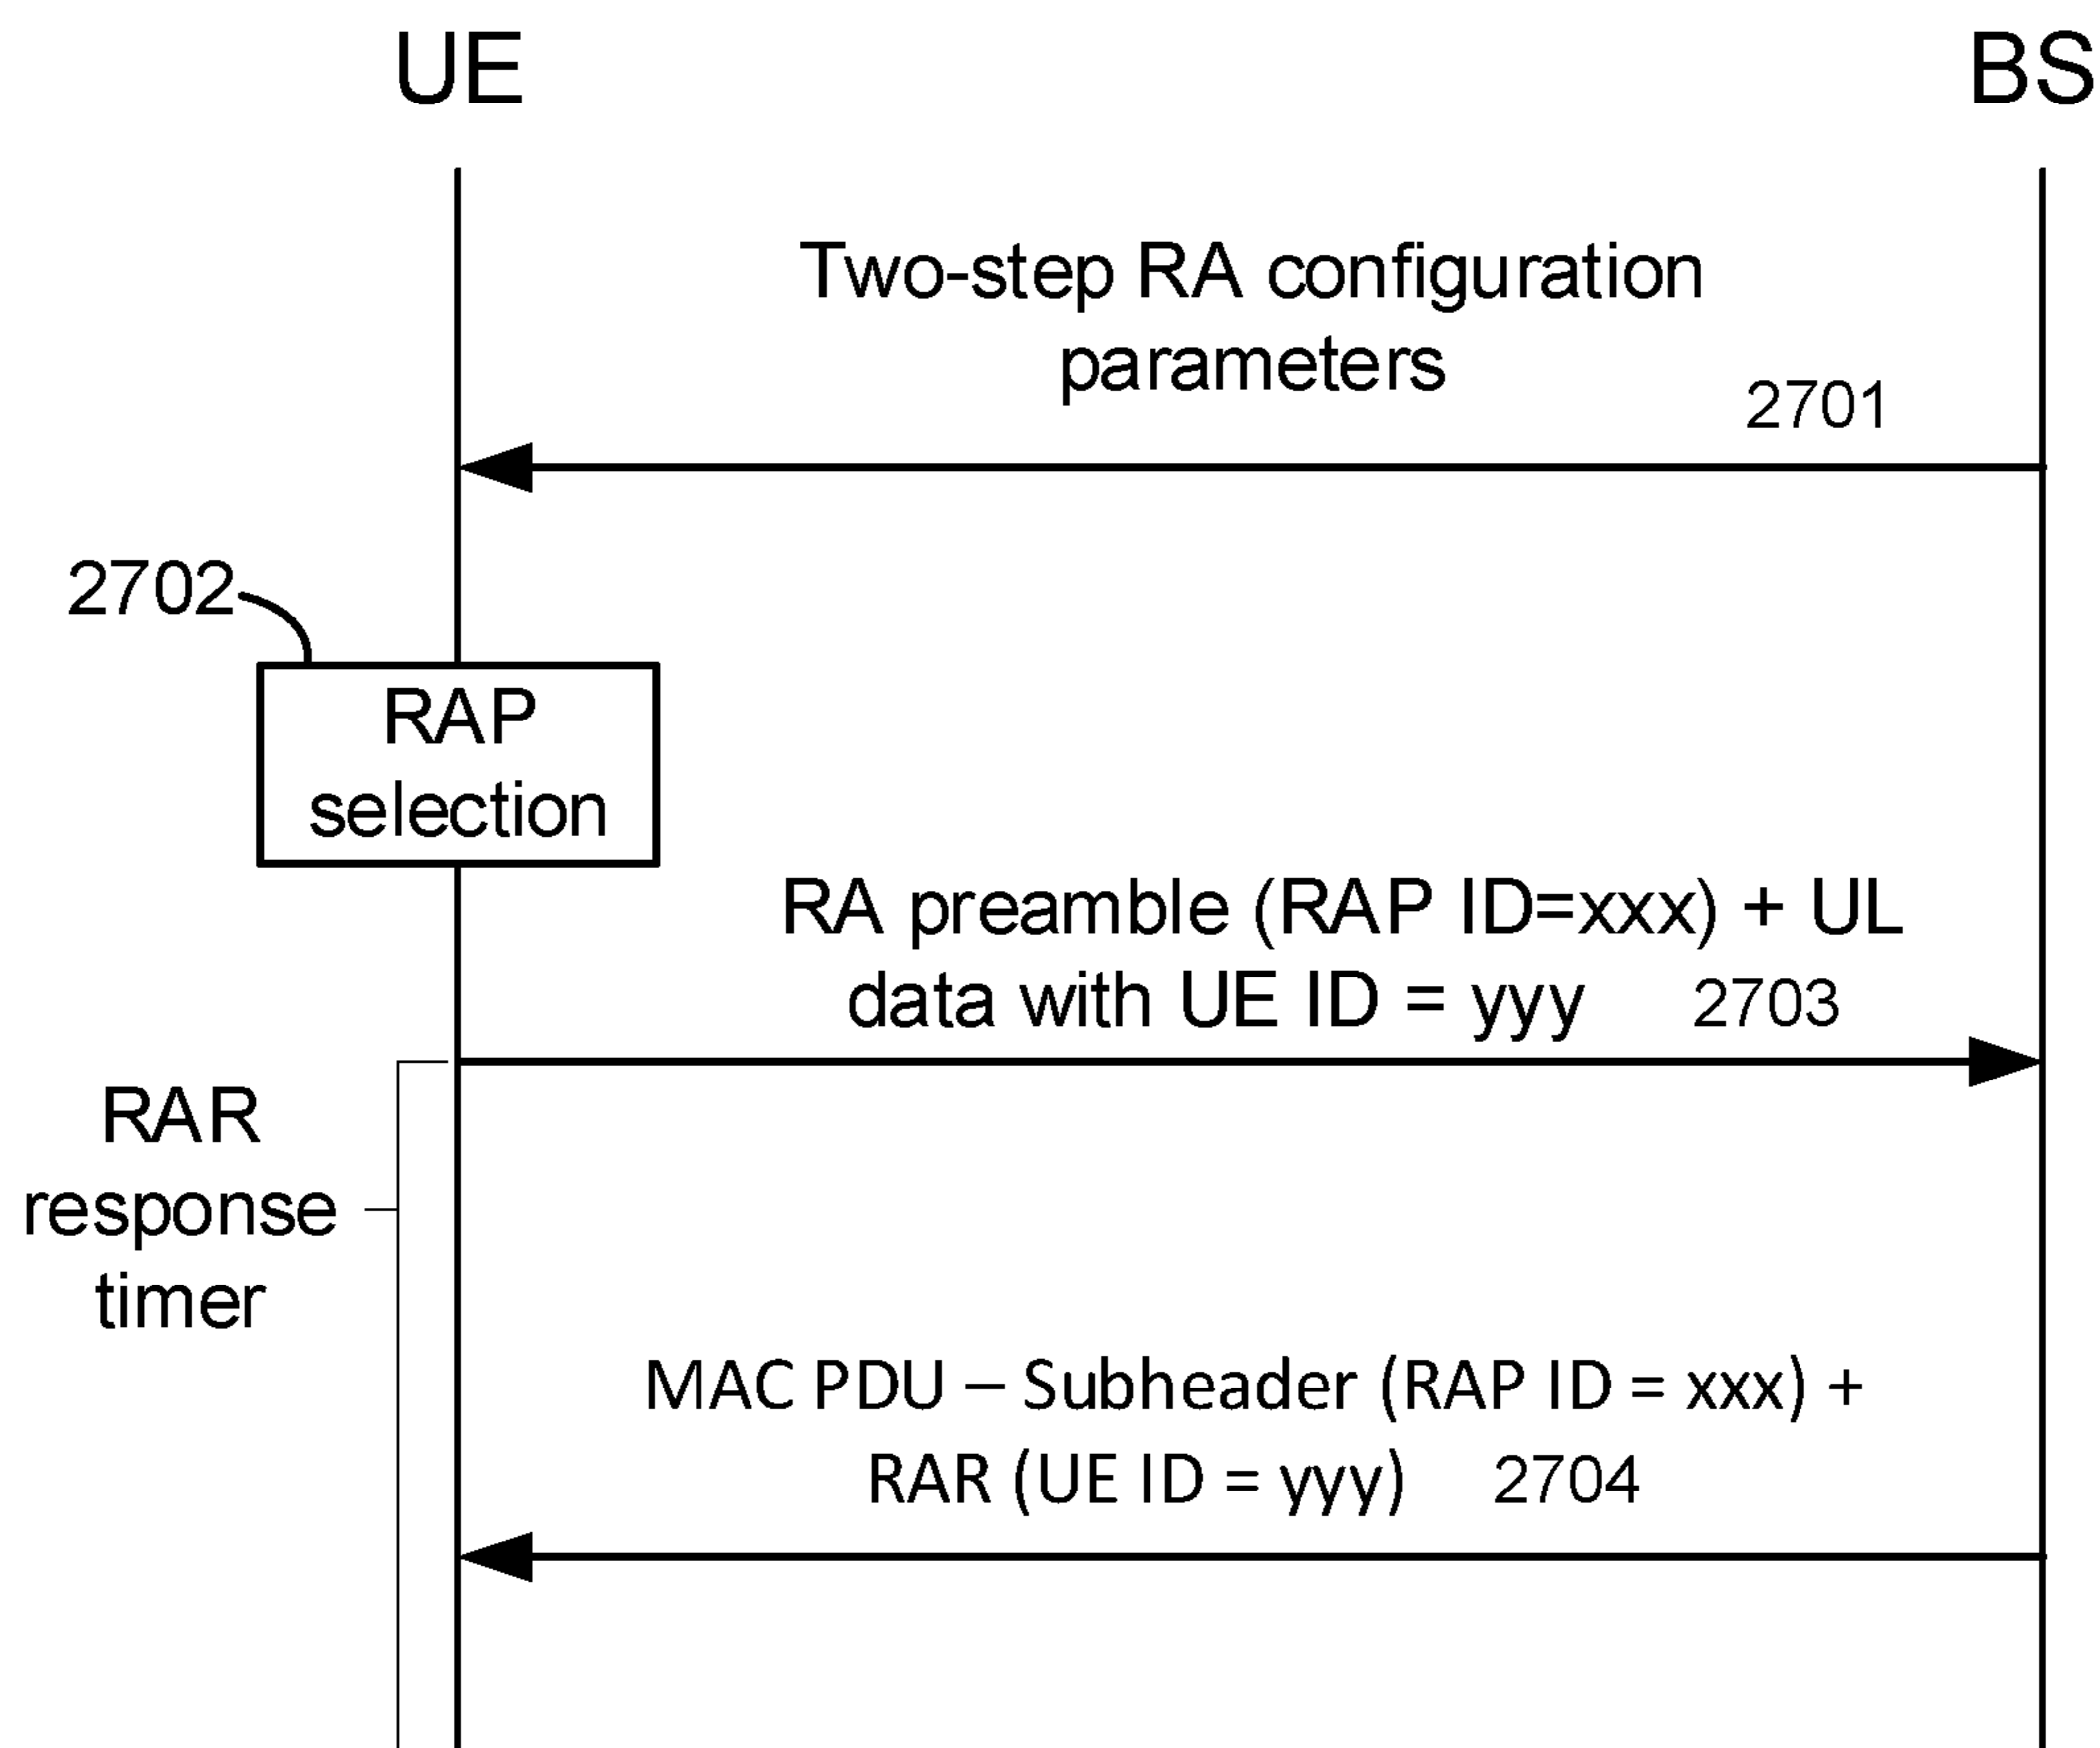 UE
BS
Two-step RA configuration
parameters
2701
2702
RAP
selection
RA preamble (RAP ID=xxx) + UL
data with UE ID = yyy 2703
RAR
response
timer
MAC PDU – Subheader (RAP ID = xxx) +
RAR (UE ID = yyy) 2704